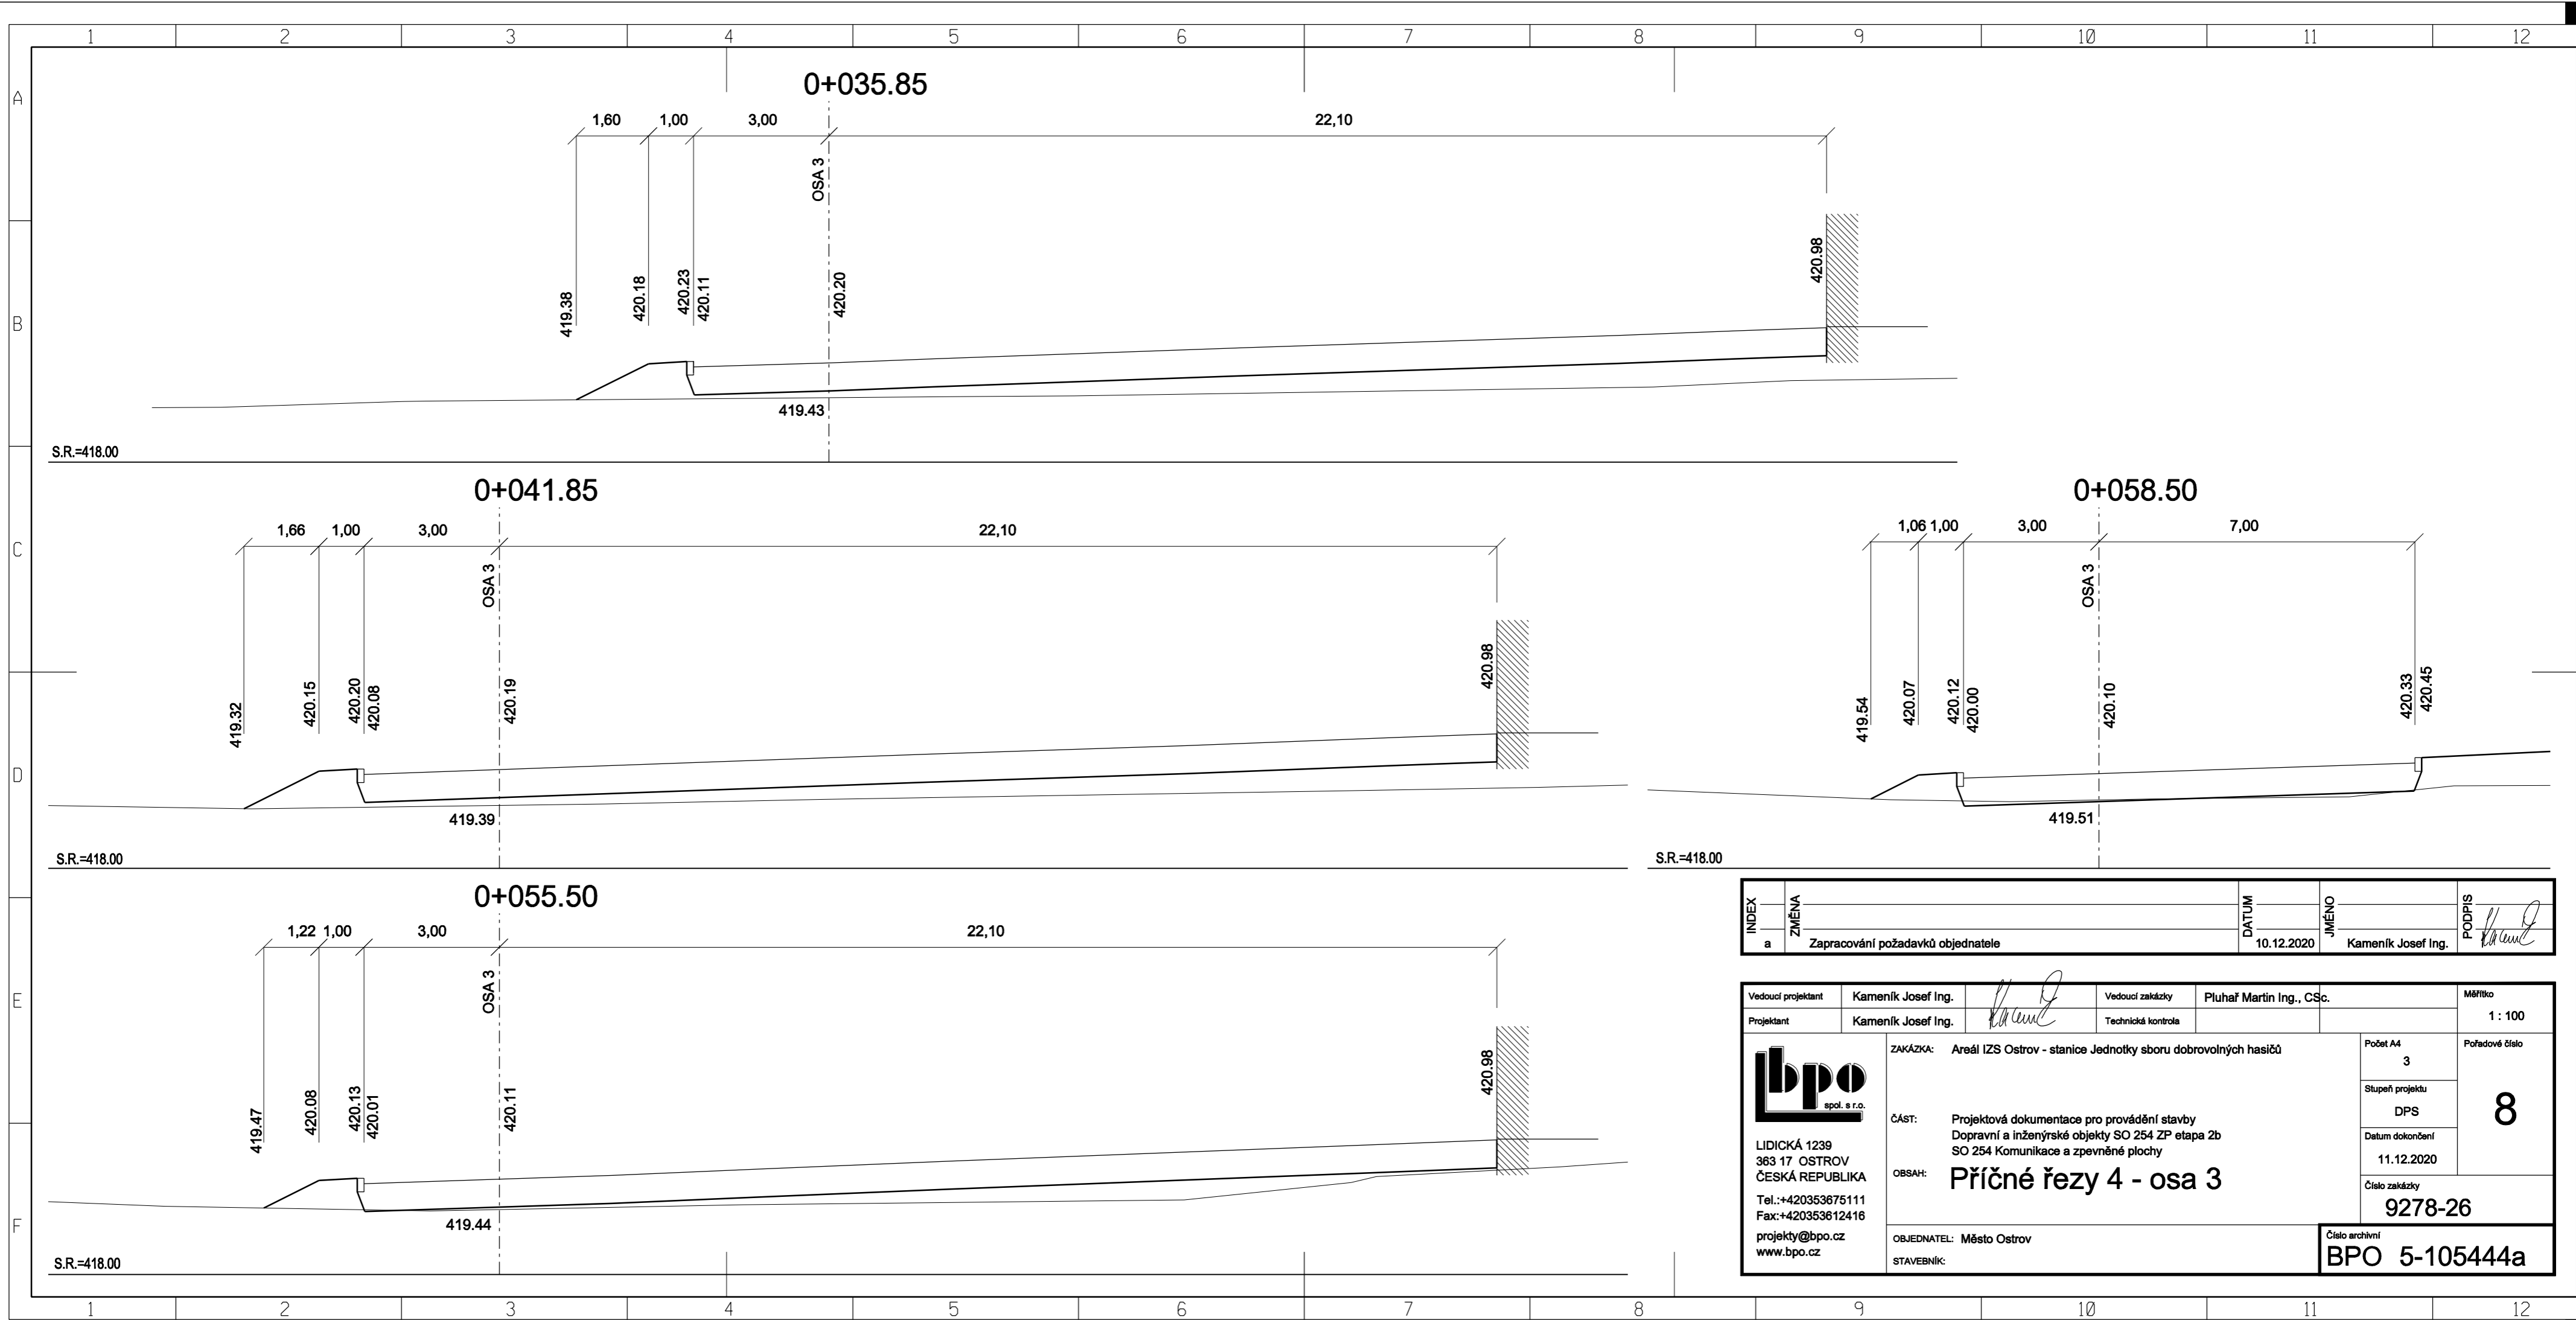 1 2 3 4 5 6 7 8 9 10 11 12
A
B
C
D
E
F
0+035.85
1,60 1,00 3,00 22,10
OSA 3
419.38 420.18 420.23 420.11 420.20 420.98
419.43
S.R.=418.00
0+041.85
1,66 1,00 3,00 22,10
OSA 3
419.32 420.15 420.20 420.08 420.19 420.98
419.39
S.R.=418.00
0+058.50
1,06 1,00 3,00 7,00
OSA 3
419.54 420.07 420.12 420.00 420.10 420.33 420.45
419.51
S.R.=418.00
0+055.50
1,22 1,00 3,00 22,10
OSA 3
419.47 420.08 420.13 420.01 420.11 420.98
419.44
S.R.=418.00
INDEX ZMĚNA DATUM JMÉNO PODPIS
a Zapracování požadavků objednatele 10.12.2020 Kameník Josef Ing.
Vedoucí projektant Kameník Josef Ing. Vedoucí zakázky Pluhař Martin Ing., CSc. Měřítko
1 : 100
Projektant Kameník Josef Ing. Technická kontrola
bpo
spol. s r.o.
LIDICKÁ 1239
363 17 OSTROV
ČESKÁ REPUBLIKA
Tel.:+420353675111
Fax:+420353612416
projekty@bpo.cz
www.bpo.cz
ZAKÁZKA: Areál IZS Ostrov - stanice Jednotky sboru dobrovolných hasičů
ČÁST: Projektová dokumentace pro provádění stavby
Dopravní a inženýrské objekty SO 254 ZP etapa 2b
SO 254 Komunikace a zpevněné plochy
OBSAH: Příčné řezy 4 - osa 3
OBJEDNATEL: Město Ostrov
STAVEBNÍK:
Počet A4
3
Stupeň projektu
DPS
Datum dokončení
11.12.2020
Pořadové číslo
8
Číslo zakázky
9278-26
Číslo archivní
BPO 5-105444a
1 2 3 4 5 6 7 8 9 10 11 12